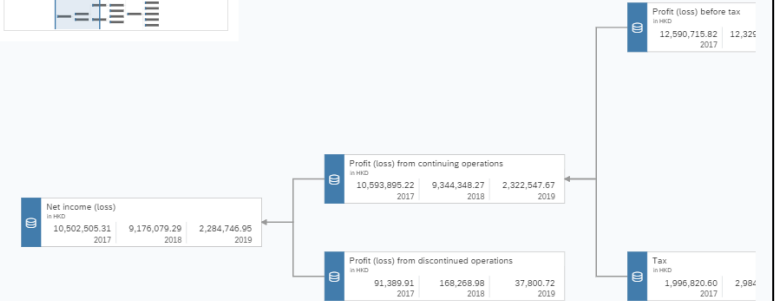 Profit (loss) before tax
in HKD
12,590,715.82 12,329
2017
Profit (loss) from continuing operations
in HKD
10,593,895.22 9,344,348.27 2,322,547.67
2017 2018 2019
Net income (loss)
in HKD
10,502,505.31 9,176,079.29 2,284,746.95
2017 2018 2019
Profit (loss) from discontinued operations
in HKD
91,389.91 168,268.98 37,800.72
2017 2018 2019
Tax
in HKD
1,996,820.60 2,984
2017